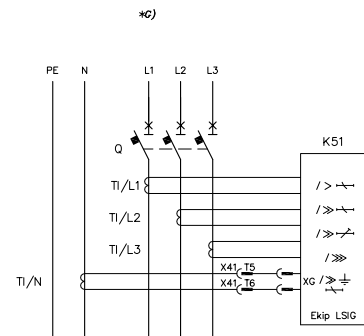 *G)
PE N L1 L2 L3
K51
Q
TI/L1
TI/L2
TI/L3
X41 T5
TI/N
XG
X41 T6
Ekip LSIG